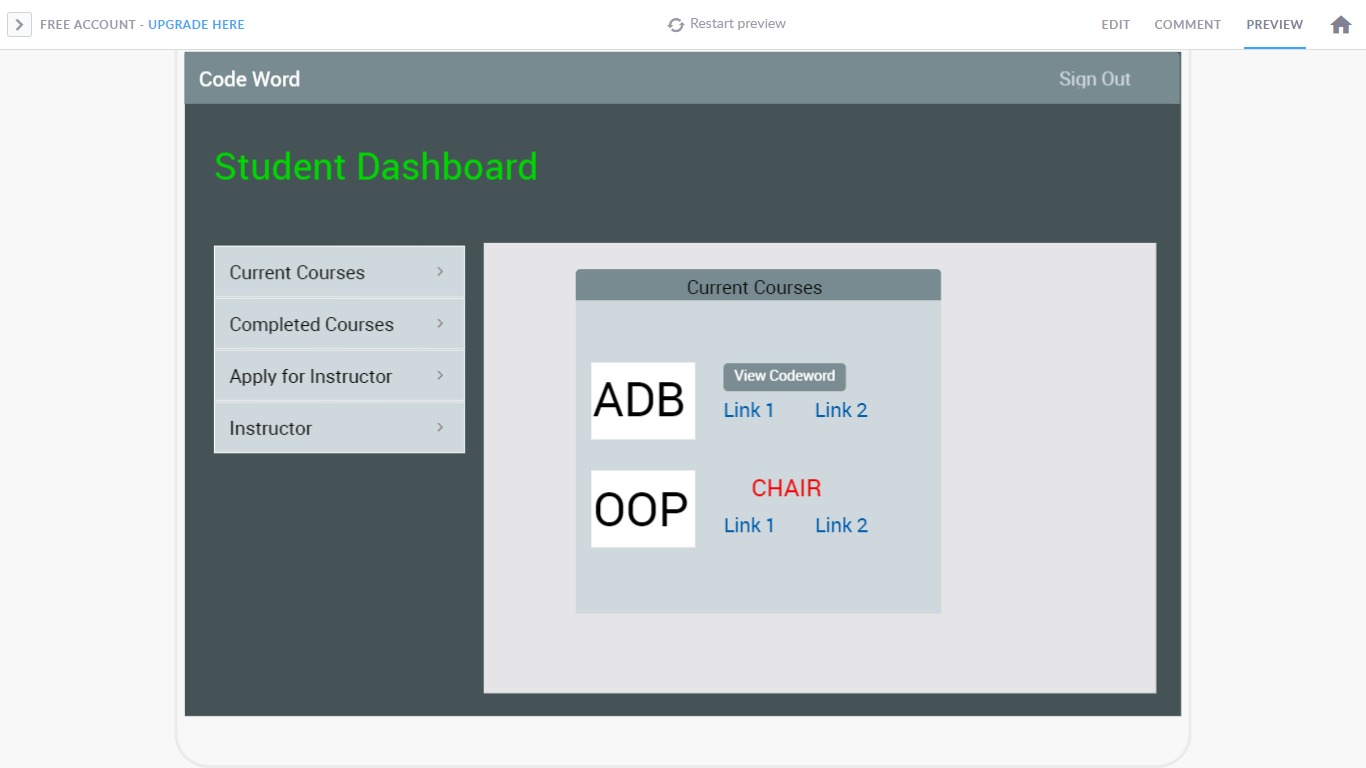 FREE ACCOUNT - UPGRADE HERE
Restart preview
EDIT COMMENT PREVIEW
Code Word
Sign Out
Student Dashboard
Current Courses
Completed Courses
Apply for Instructor
Instructor
Current Courses
ADB
View Codeword
Link 1 Link 2
OOP
CHAIR
Link 1 Link 2